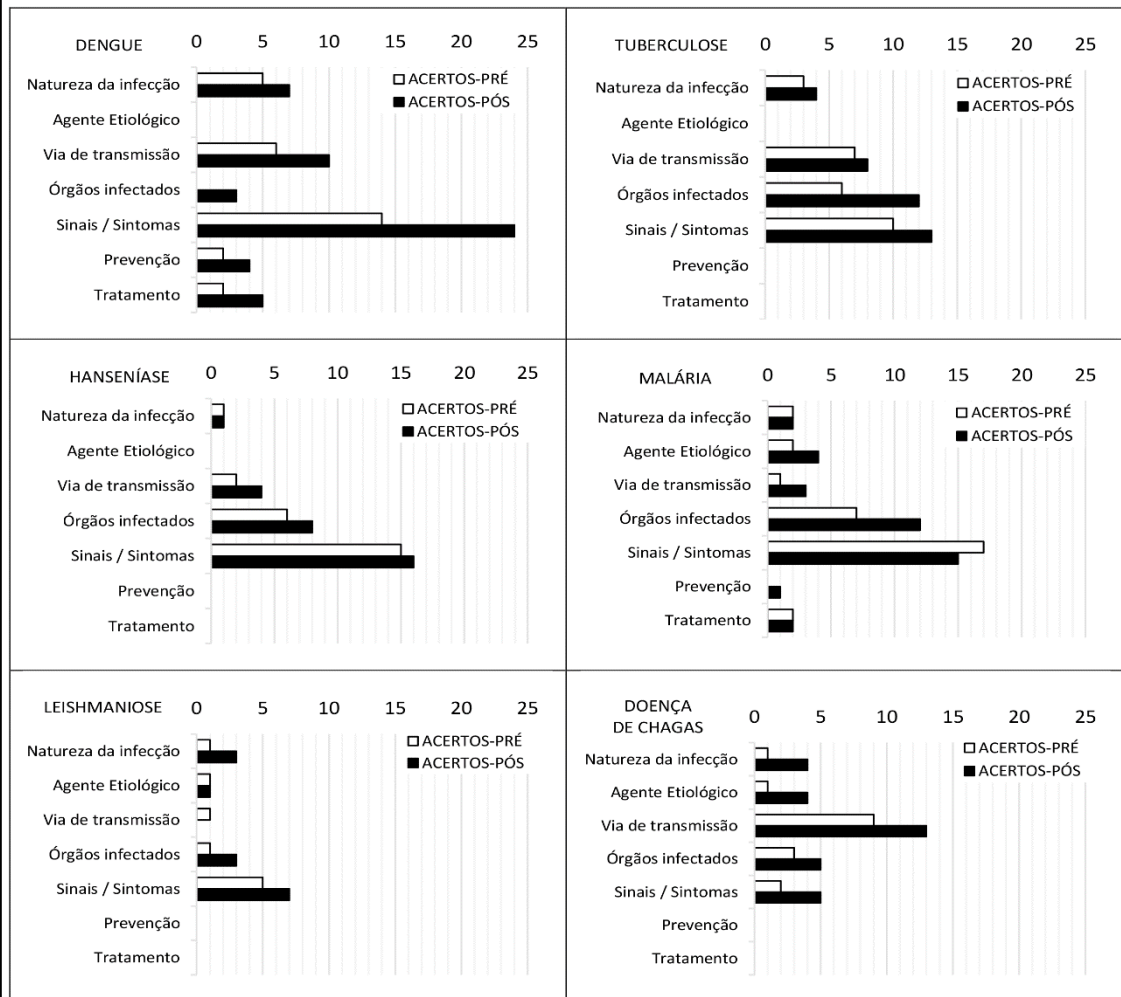 DENGUE
0 5 10 15 20 25
ACERTOS-PRÉ
ACERTOS-PÓS
Natureza da infecção
Agente Etiológico
Via de transmissão
Órgãos infectados
Sinais / Sintomas
Prevenção
Tratamento
TUBERCULOSE
0 5 10 15 20 25
ACERTOS-PRÉ
ACERTOS-PÓS
Natureza da infecção
Agente Etiológico
Via de transmissão
Órgãos infectados
Sinais / Sintomas
Prevenção
Tratamento
HANSENÍASE
0 5 10 15 20 25
ACERTOS-PRÉ
ACERTOS-PÓS
Natureza da infecção
Agente Etiológico
Via de transmissão
Órgãos infectados
Sinais / Sintomas
Prevenção
Tratamento
MALÁRIA
0 5 10 15 20 25
ACERTOS-PRÉ
ACERTOS-PÓS
Natureza da infecção
Agente Etiológico
Via de transmissão
Órgãos infectados
Sinais / Sintomas
Prevenção
Tratamento
LEISHMANIOSE
0 5 10 15 20 25
ACERTOS-PRÉ
ACERTOS-PÓS
Natureza da infecção
Agente Etiológico
Via de transmissão
Órgãos infectados
Sinais / Sintomas
Prevenção
Tratamento
DOENÇA
DE CHAGAS
0 5 10 15 20 25
ACERTOS-PRÉ
ACERTOS-PÓS
Natureza da infecção
Agente Etiológico
Via de transmissão
Órgãos infectados
Sinais / Sintomas
Prevenção
Tratamento